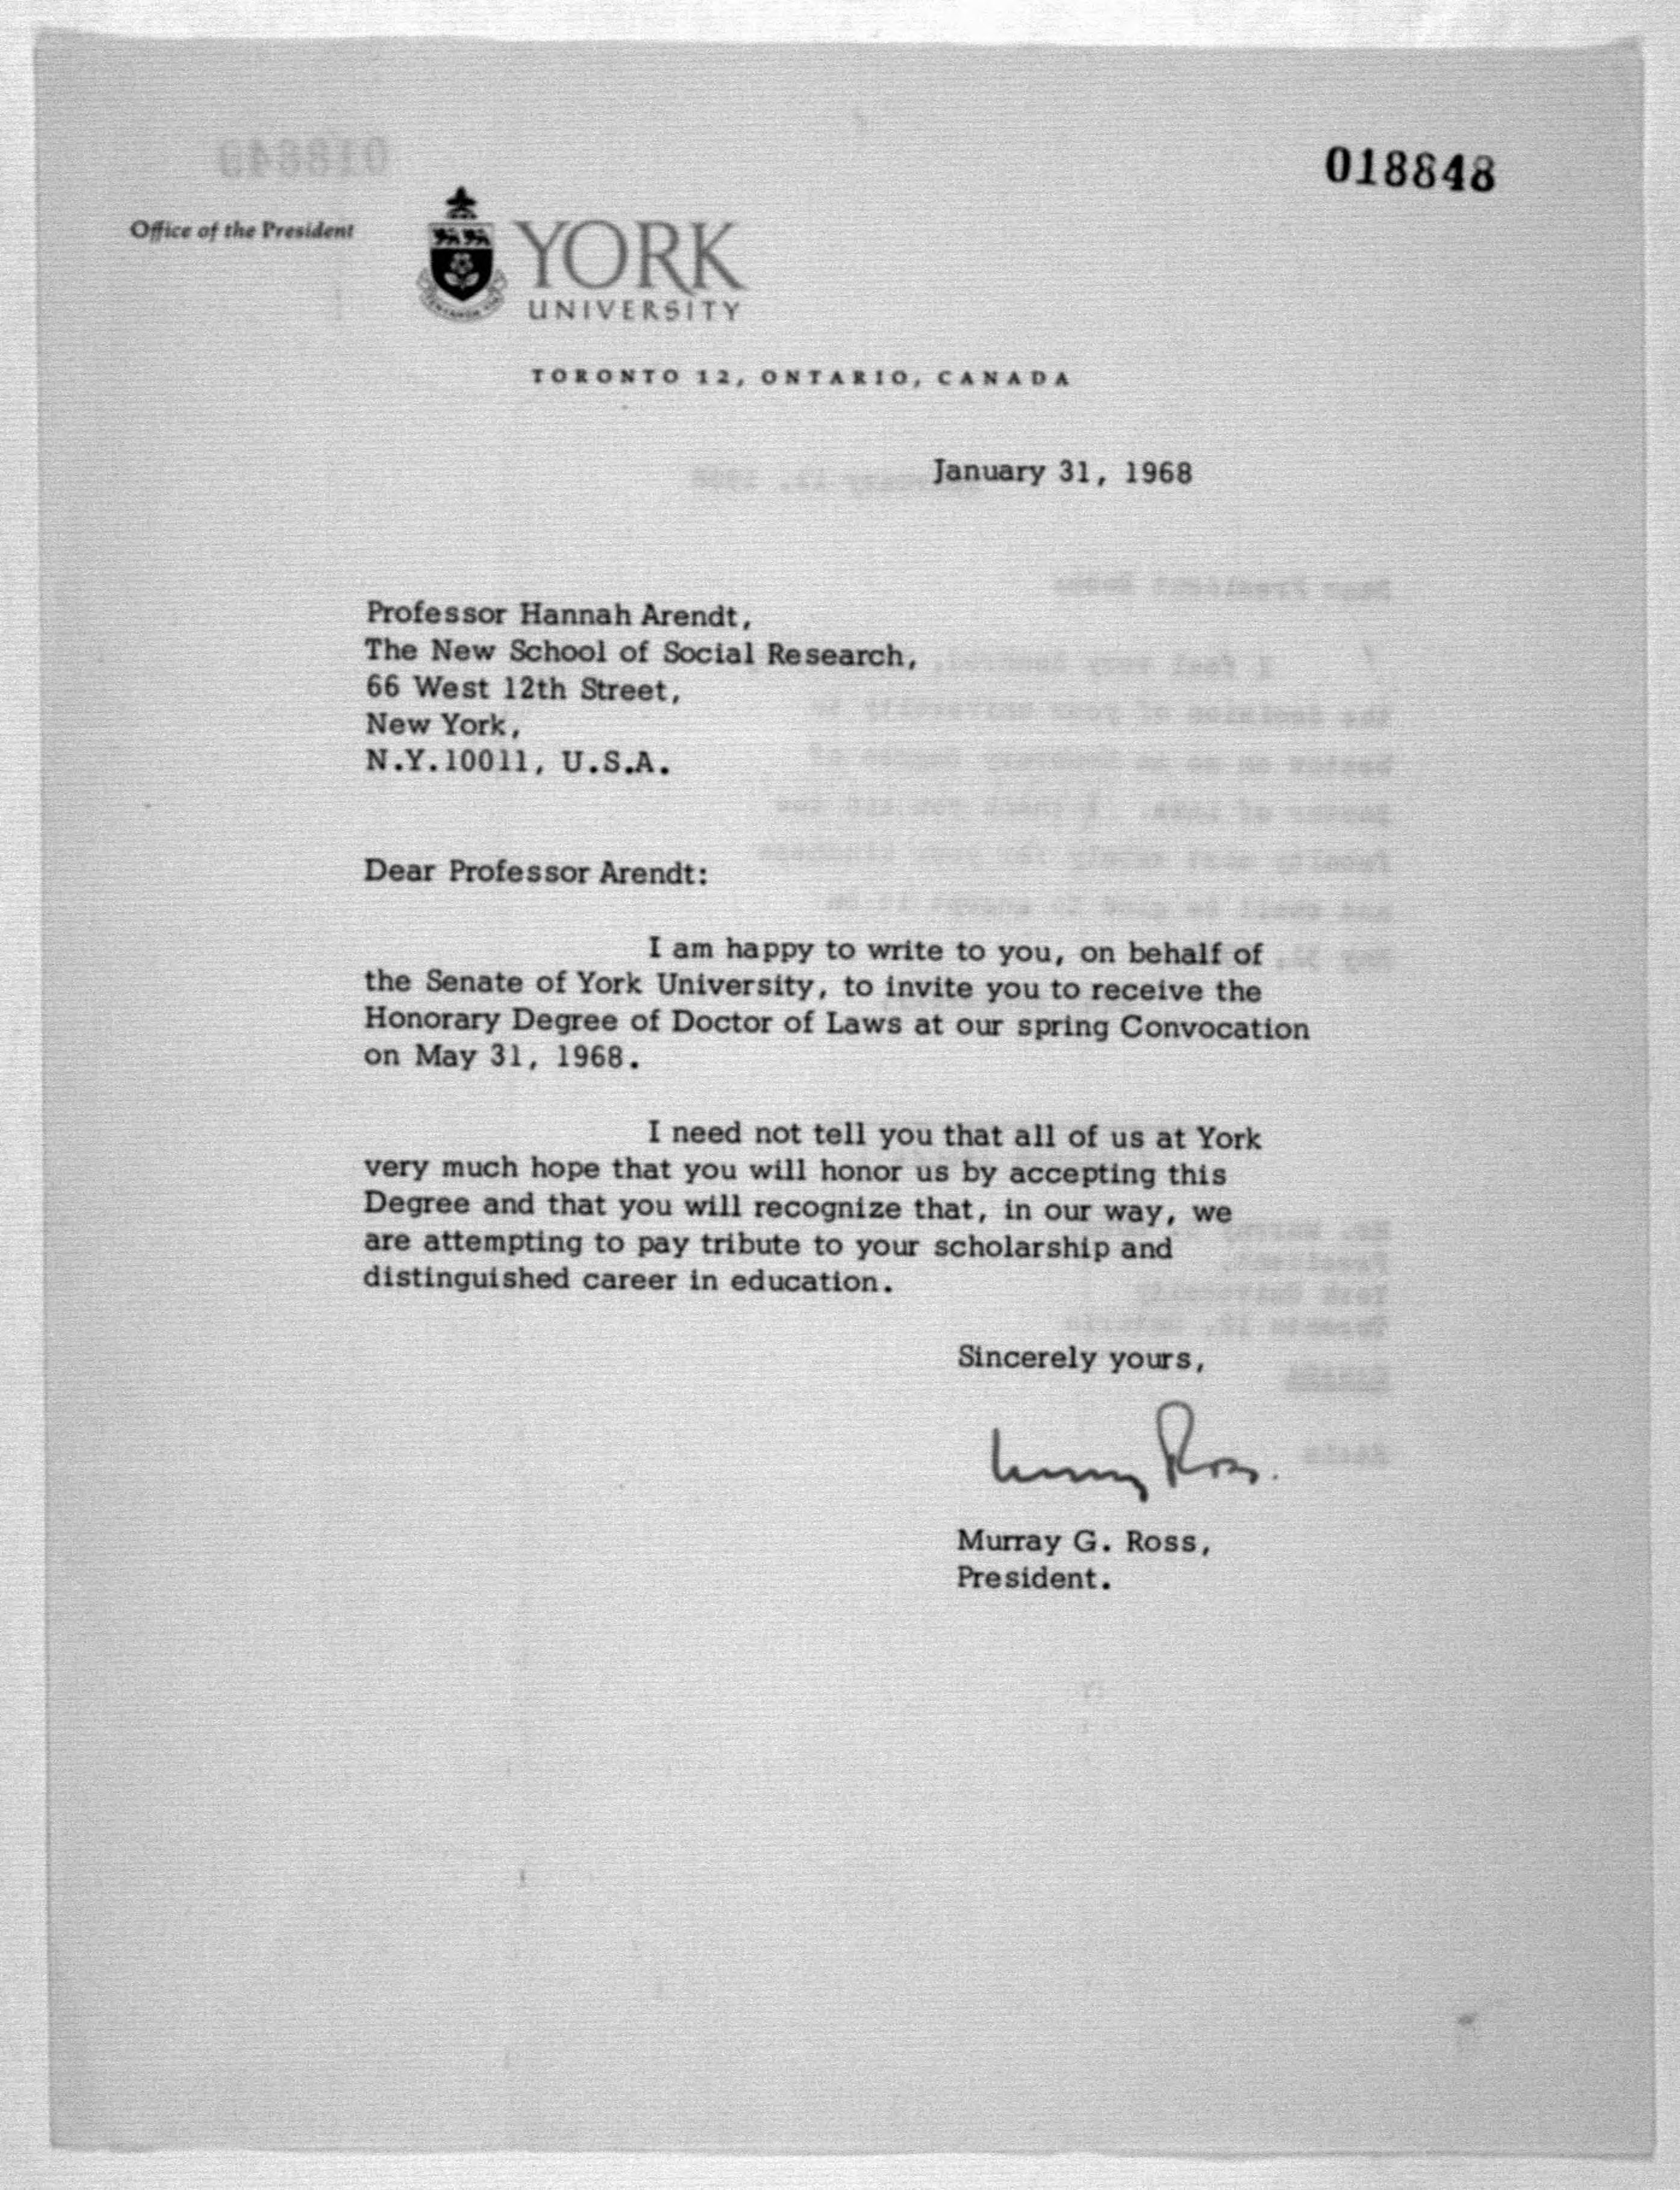 018848
Office of the President
YORK
UNIVERSITY
TORONTO 12, ONTARIO, CANADA
January 31, 1968
Professor Hannah Arendt,
The New School of Social Research,
66 West 12th Street,
New York,
N.Y.10011, U.S.A.
Dear Professor Arendt:
I am happy to write to you, on behalf of
the Senate of York University, to invite you to receive the
Honorary Degree of Doctor of Laws at our spring Convocation
on May 31, 1968.
I need not tell you that all of us at York
very much hope that you will honor us by accepting this
Degree and that you will recognize that, in our way, we
are attempting to pay tribute to your scholarship and
distinguished career in education.
Sincerely yours,
Murray Ross.
Murray G. Ross,
President.